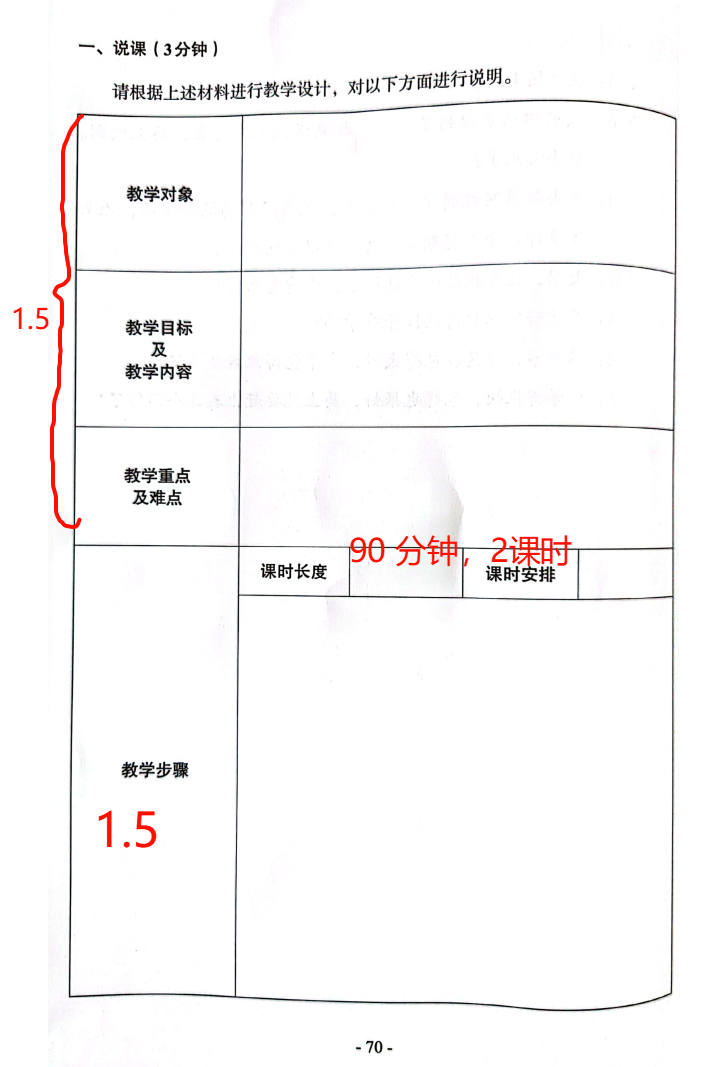 一、说课（3分钟）
请根据上述材料进行教学设计，对以下方面进行说明。
教学对象
1.5
教学目标
及
教学内容
教学重点
及难点
90 分钟，2课时
课时长度
课时安排
教学步骤
1.5
- 70 -